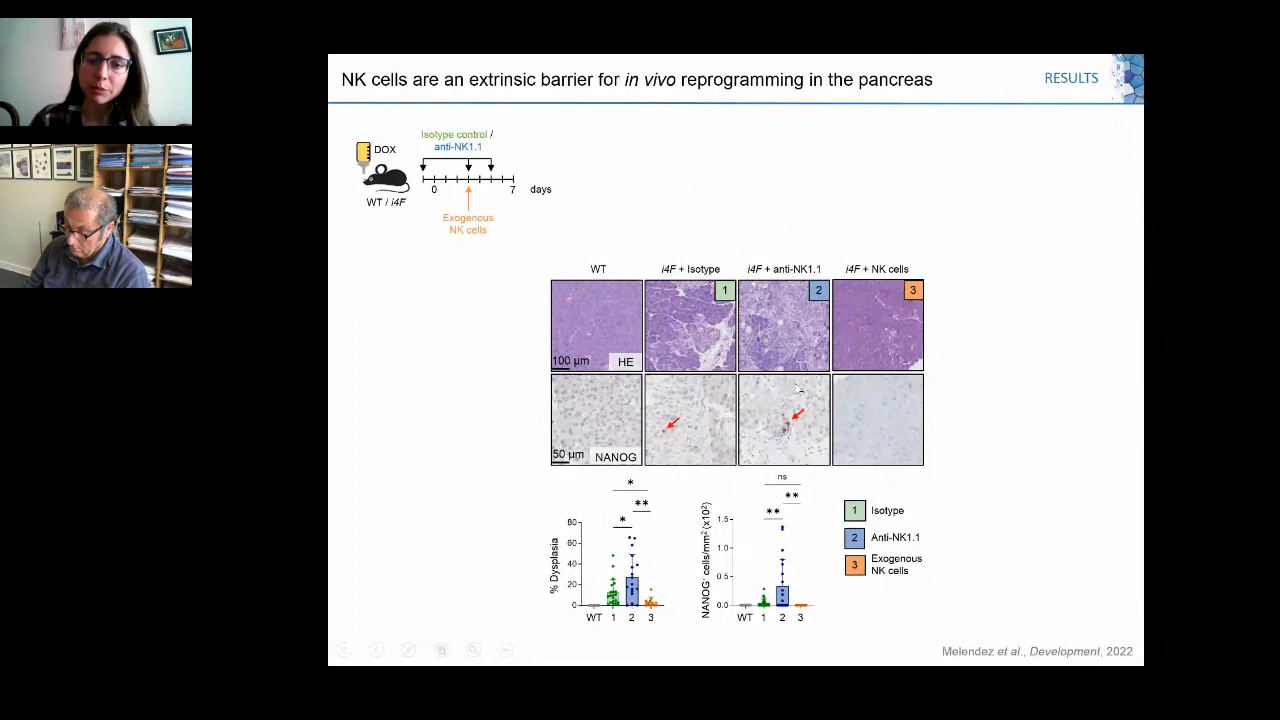 NK cells are an extrinsic barrier for in vivo reprogramming in the pancreas
RESULTS
Isotype control /
anti-NK1.1
DOX
0
7
days
WT / i4F
Exogenous
NK cells
WT
i4F + Isotype
i4F + anti-NK1.1
i4F + NK cells
1
2
3
100 µm
HE
50 µm
NANOG
*
**
*
% Dysplasia
80
60
40
20
0
WT
1
2
3
ns
**
**
NANOG+ cells/mm² (x10²)
1.5
1.0
0.5
0.0
WT
1
2
3
1 Isotype
2 Anti-NK1.1
3 Exogenous
NK cells
Melendez et al., Development, 2022